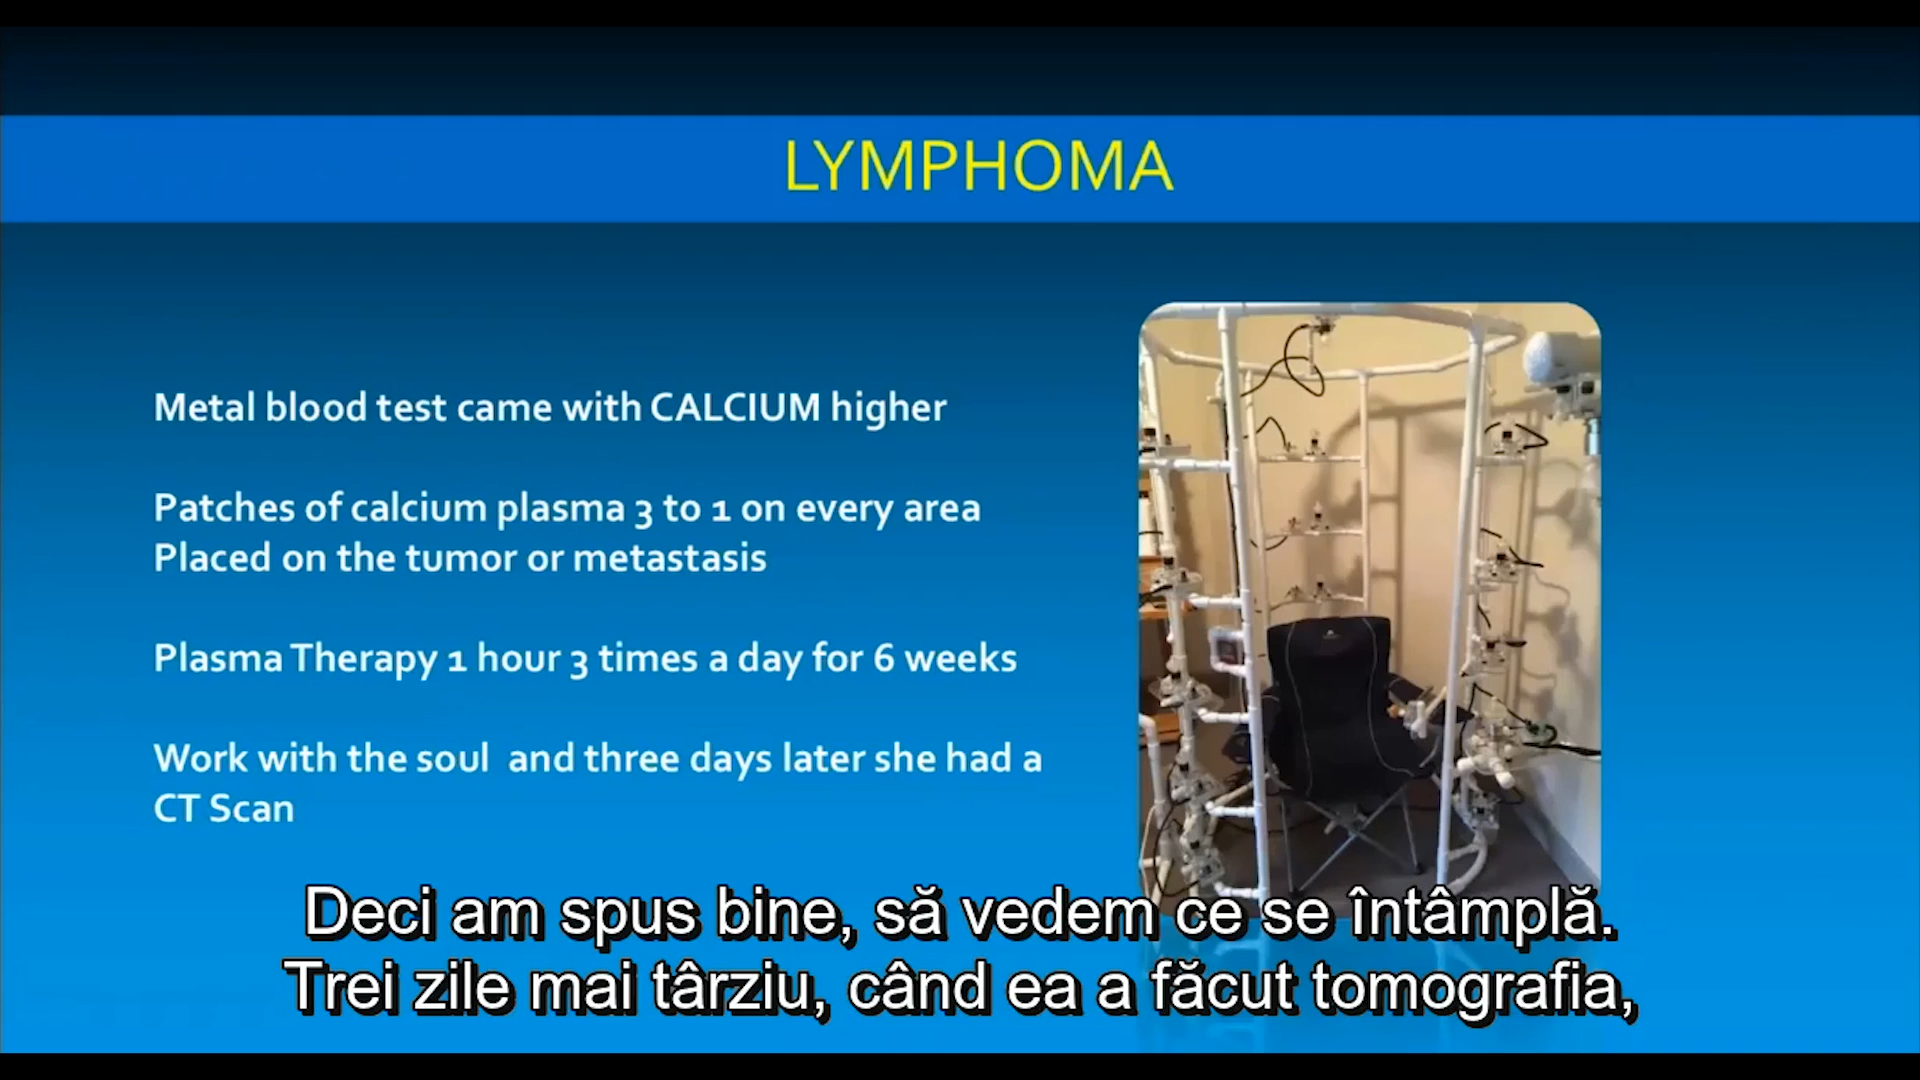 LYMPHOMA
Metal blood test came with CALCIUM higher
Patches of calcium plasma 3 to 1 on every area
Placed on the tumor or metastasis
Plasma Therapy 1 hour 3 times a day for 6 weeks
Work with the soul  and three days later she had a
CT Scan
Deci am spus bine, să vedem ce se întâmplă.
Trei zile mai târziu, când ea a făcut tomografia,